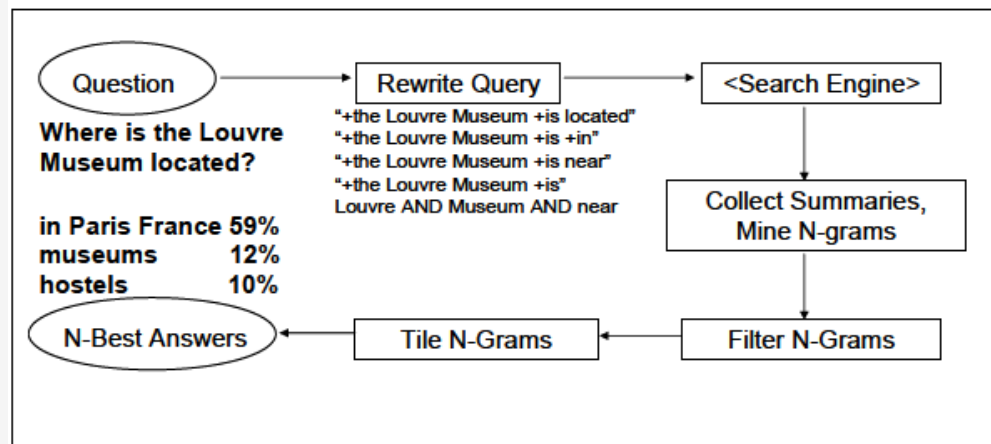 Question
Rewrite Query
<Search Engine>
Where is the Louvre
Museum located?
“+the Louvre Museum +is located”
“+the Louvre Museum +is +in”
“+the Louvre Museum +is near”
“+the Louvre Museum +is”
Louvre AND Museum AND near
Collect Summaries,
Mine N-grams
in Paris France 59%
museums 12%
hostels 10%
N-Best Answers
Tile N-Grams
Filter N-Grams